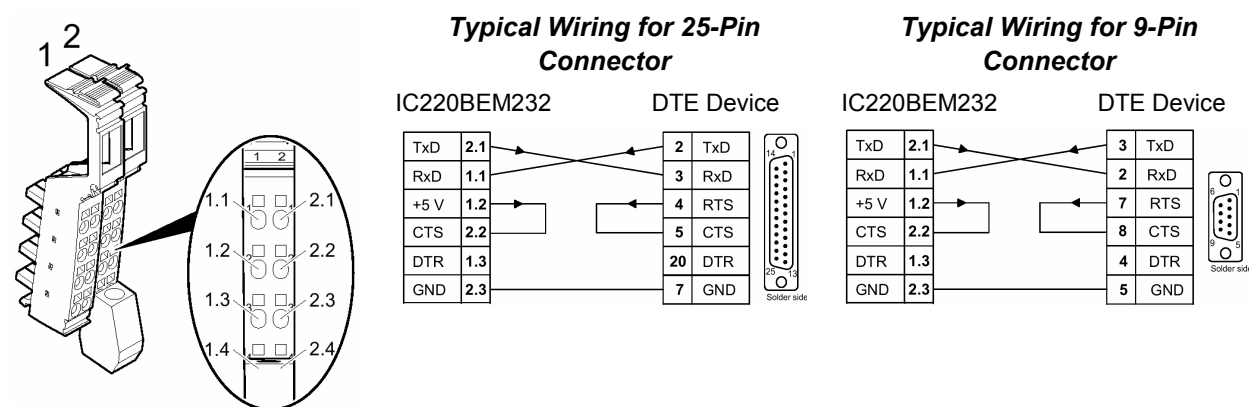 1 2
1 2
1.1 2.1
1.2 2.2
1.3 2.3
1.4 2.4
Typical Wiring for 25-Pin
Connector
IC220BEM232 DTE Device
TxD 2.1 2 TxD
RxD 1.1 3 RxD
+5 V 1.2 4 RTS
CTS 2.2 5 CTS
DTR 1.3 20 DTR
GND 2.3 7 GND
14 1
25 13
Solder side
Typical Wiring for 9-Pin
Connector
IC220BEM232 DTE Device
TxD 2.1 3 TxD
RxD 1.1 2 RxD
+5 V 1.2 7 RTS
CTS 2.2 8 CTS
DTR 1.3 4 DTR
GND 2.3 5 GND
6 1
9 5
Solder side